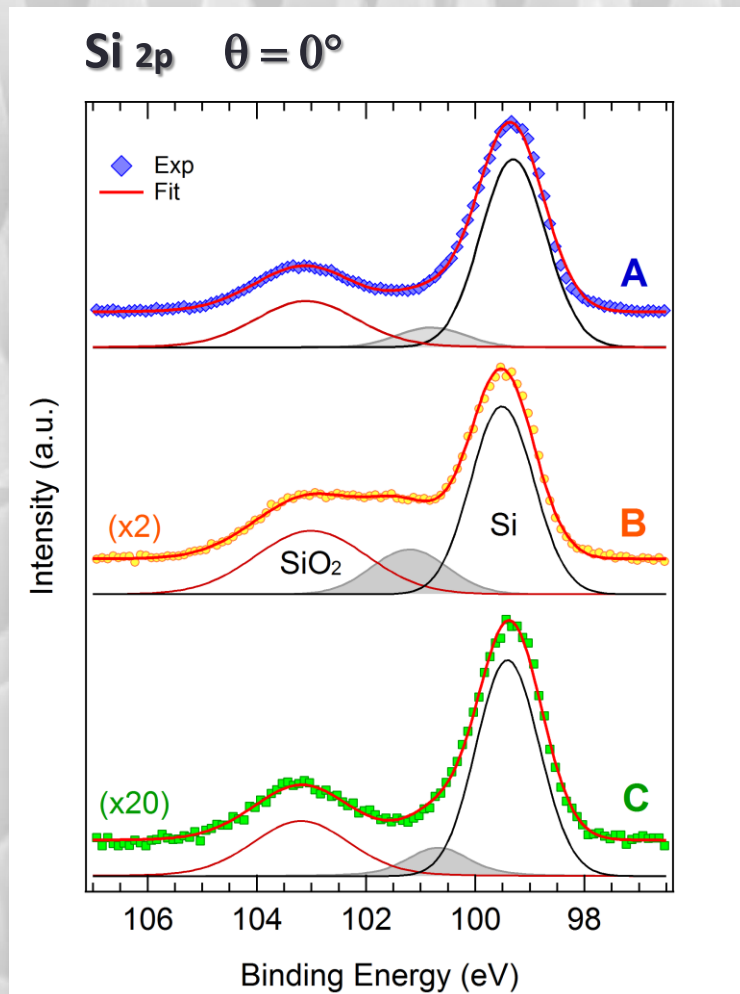 Si 2p θ = 0°
Exp
Fit
A
(x2)
B
Si
SiO₂
(x20)
C
Intensity (a.u.)
106 104 102 100 98
Binding Energy (eV)